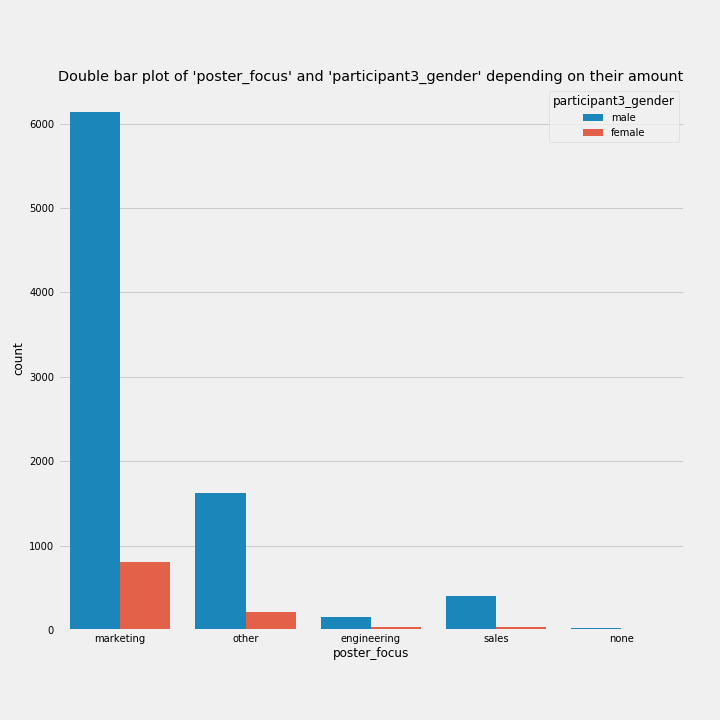 Double bar plot of 'poster_focus' and 'participant3_gender' depending on their amount
participant3_gender
male
female
6000
5000
4000
3000
2000
1000
0
count
marketing other engineering sales none
poster_focus